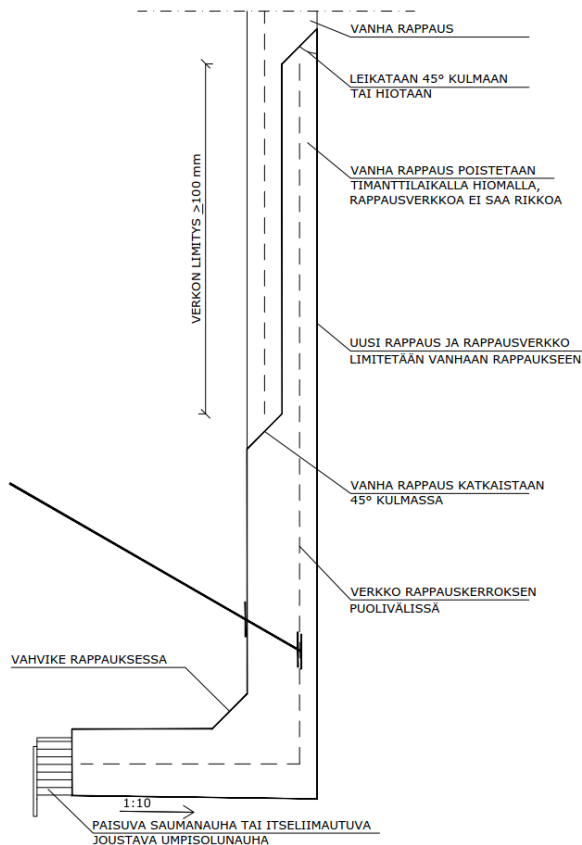 VANHA RAPPAUS
LEIKATAAN 45° KULMAAN
TAI HIOTAAN
VERKON LIMITYS ≥100 mm
VANHA RAPPAUS POISTETAAN
TIMANTTILAIKALLA HIOMALLA,
RAPPAUSVERKKOA EI SAA RIKKOA
UUSI RAPPAUS JA RAPPAUSVERKKO
LIMITETÄÄN VANHAAN RAPPAUKSEEN
VANHA RAPPAUS KATKAISTAAN
45° KULMASSA
VERKKO RAPPAUSKERROKSEN
PUOLIVÄLISSÄ
VAHVIKE RAPPAUKSESSA
1:10
PAISUVA SAUMANAUHA TAI ITSELIIMAUTUVA
JOUSTAVA UMPISOLUNAUHA